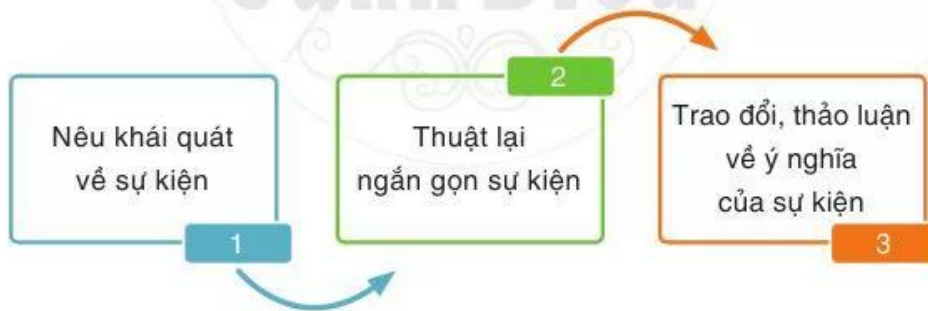 Nêu khái quát
về sự kiện
1
2
Thuật lại
ngắn gọn sự kiện
Trao đổi, thảo luận
về ý nghĩa
của sự kiện
3